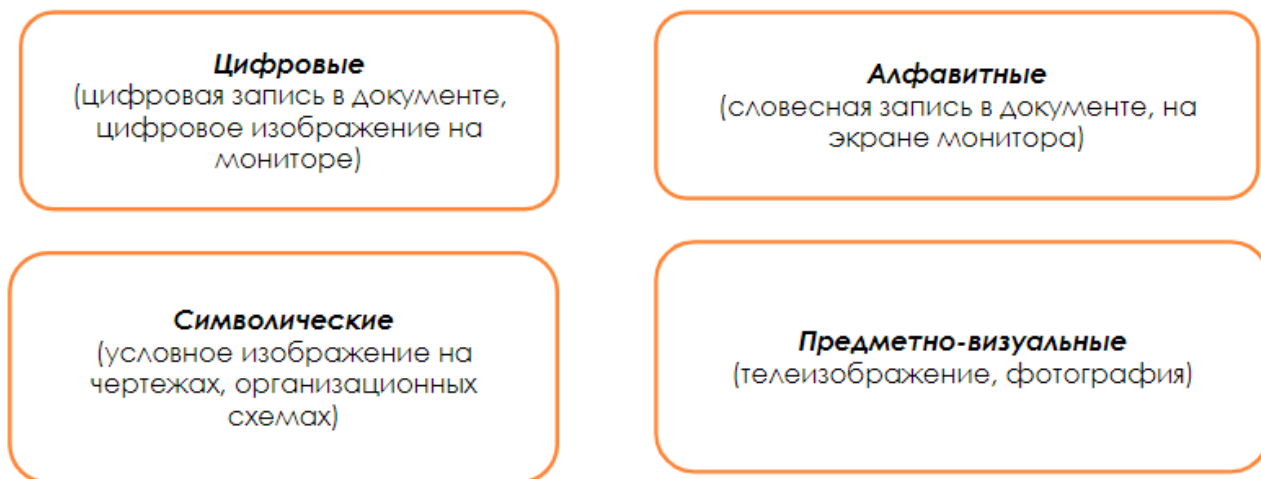 Цифровые
(цифровая запись в документе,
цифровое изображение на
мониторе)
Алфавитные
(словесная запись в документе, на
экране монитора)
Символические
(условное изображение на
чертежах, организационных
схемах)
Предметно-визуальные
(телеизображение, фотография)